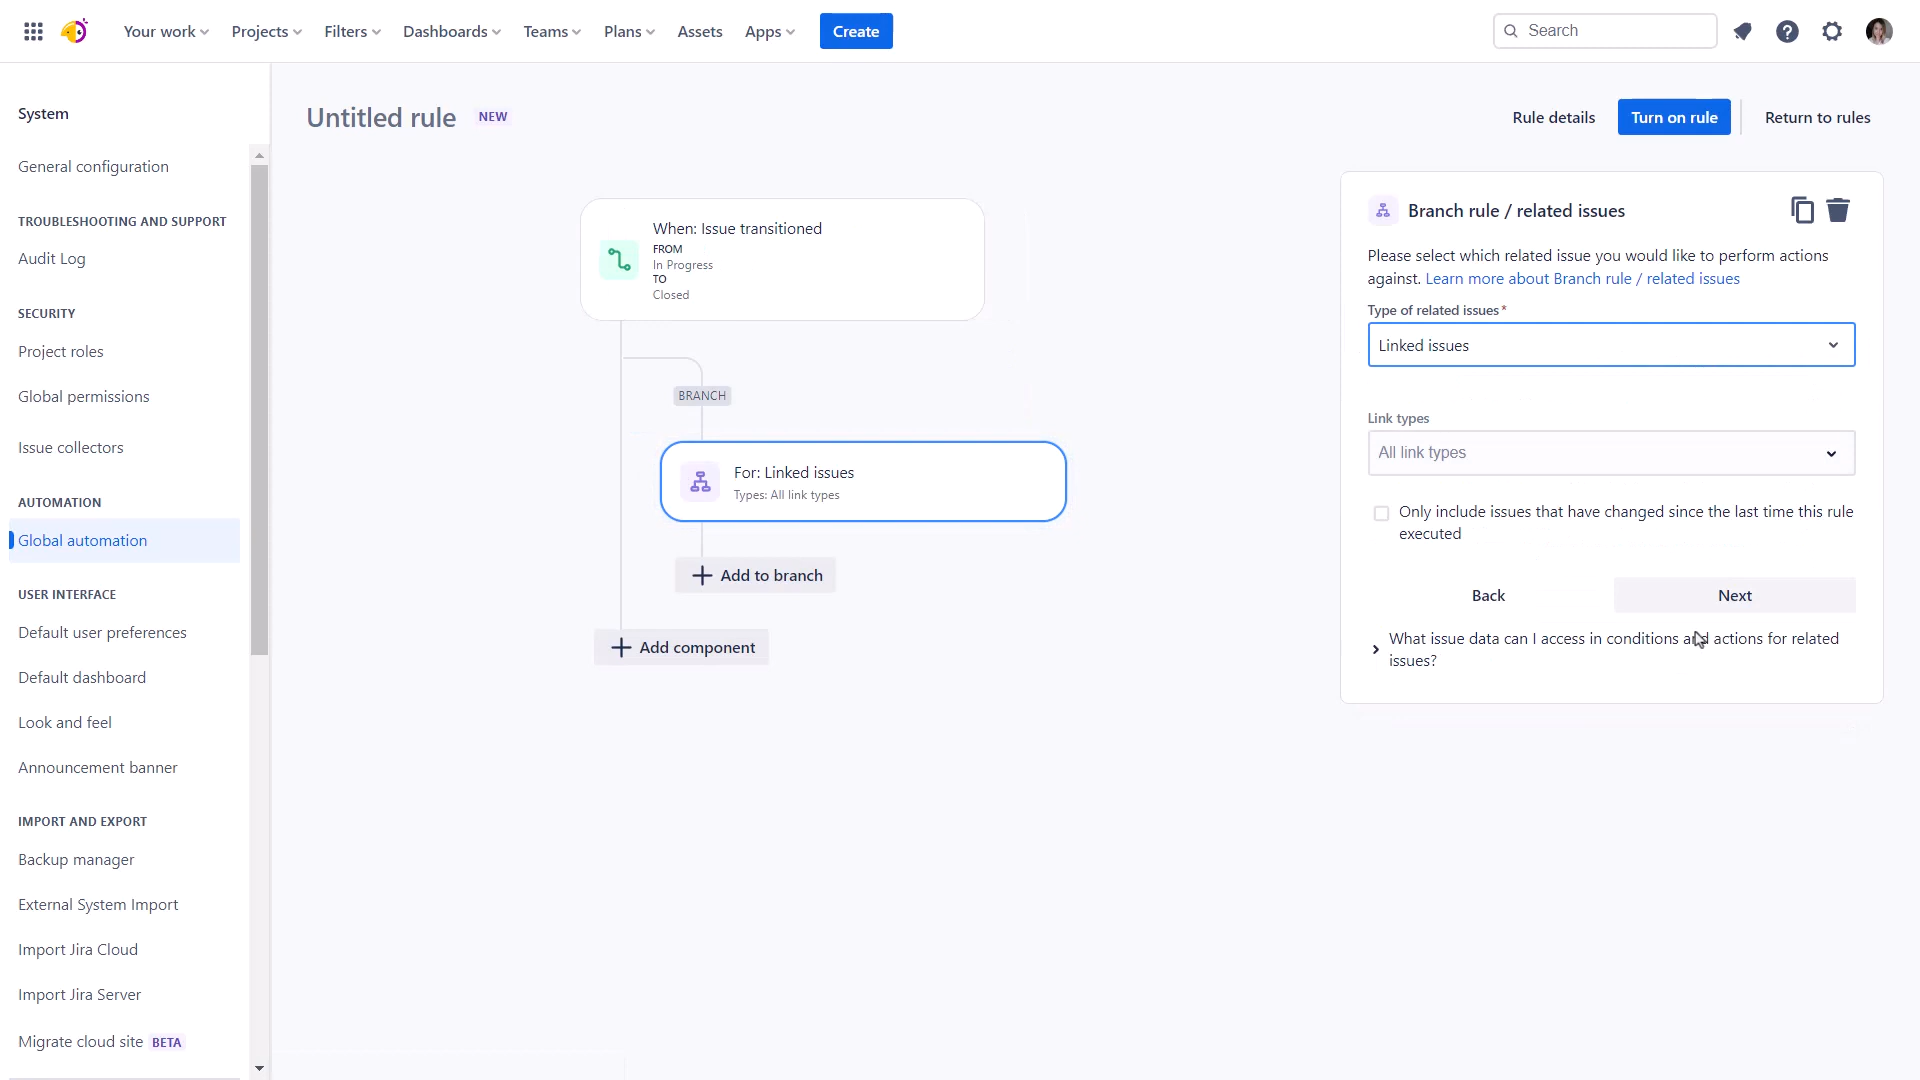 Your work
Projects
Filters
Dashboards
Teams
Plans
Assets
Apps
Create
Search
System
General configuration
TROUBLESHOOTING AND SUPPORT
Audit Log
SECURITY
Project roles
Global permissions
Issue collectors
AUTOMATION
Global automation
USER INTERFACE
Default user preferences
Default dashboard
Look and feel
Announcement banner
IMPORT AND EXPORT
Backup manager
External System Import
Import Jira Cloud
Import Jira Server
Migrate cloud site BETA
Untitled rule NEW
Rule details
Turn on rule
Return to rules
When: Issue transitioned
FROM
In Progress
TO
Closed
BRANCH
For: Linked issues
Types: All link types
Add to branch
Add component
Branch rule / related issues
Please select which related issue you would like to perform actions
against. Learn more about Branch rule / related issues
Type of related issues*
Linked issues
Link types
All link types
Only include issues that have changed since the last time this rule
executed
Back
Next
What issue data can I access in conditions and actions for related
issues?